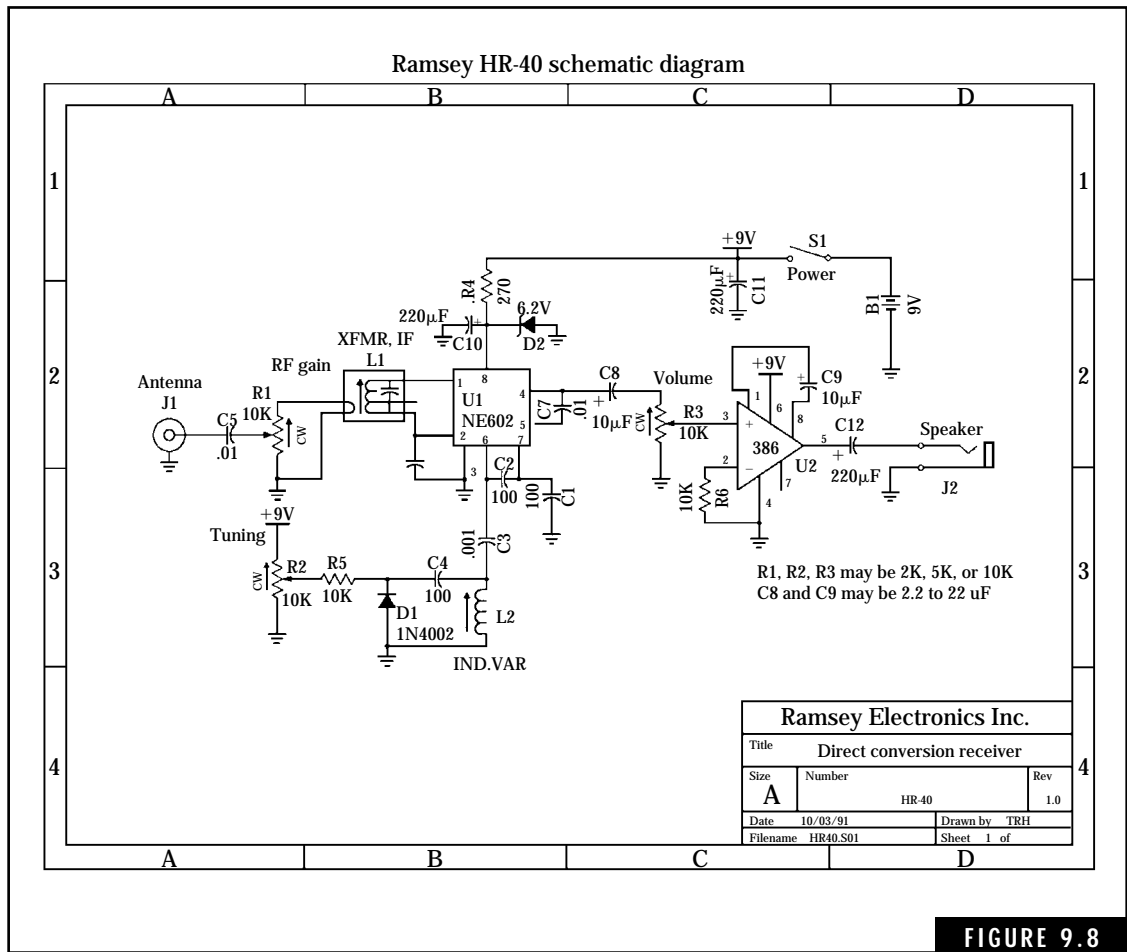 Ramsey HR-40 schematic diagram
A B C D
1 1
+9V
S1
Power
.R4
270
220µF
C11
B1
9V
220µF
6.2V
C10
D2
XFMR, IF
L1
RF gain
2 2
Antenna
J1
R1
10K
CW
C5
.01
1
8
U1
NE602
4
5
2
6
7
3
C7
.01
C8
+
10µF
Volume
CW
R3
10K
+9V
+
C9
10µF
1
6
8
3
+
386
5
U2
2
−
7
4
10K
R6
C12
+
220µF
Speaker
J2
C2
100
100
C1
+9V
Tuning
3 3
CW
R2
10K
R5
10K
C4
100
.001
C3
D1
1N4002
L2
IND.VAR
R1, R2, R3 may be 2K, 5K, or 10K
C8 and C9 may be 2.2 to 22 uF
4 4
Ramsey Electronics Inc.
Title Direct conversion receiver
Size Number Rev
A HR-40 1.0
Date 10/03/91 Drawn by TRH
Filename HR40.S01 Sheet 1 of
A B C D
FIGURE 9.8